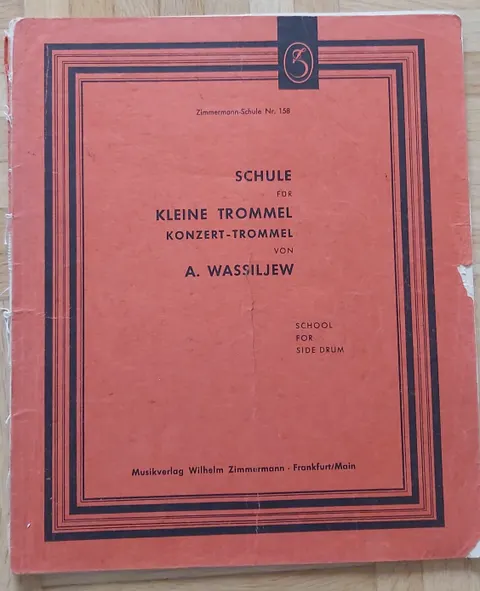 Z
Zimmermann-Schule Nr. 158
SCHULE
FÜR
KLEINE TROMMEL
KONZERT-TROMMEL
VON
A. WASSILJEW
SCHOOL
FOR
SIDE DRUM
Musikverlag Wilhelm Zimmermann · Frankfurt/Main